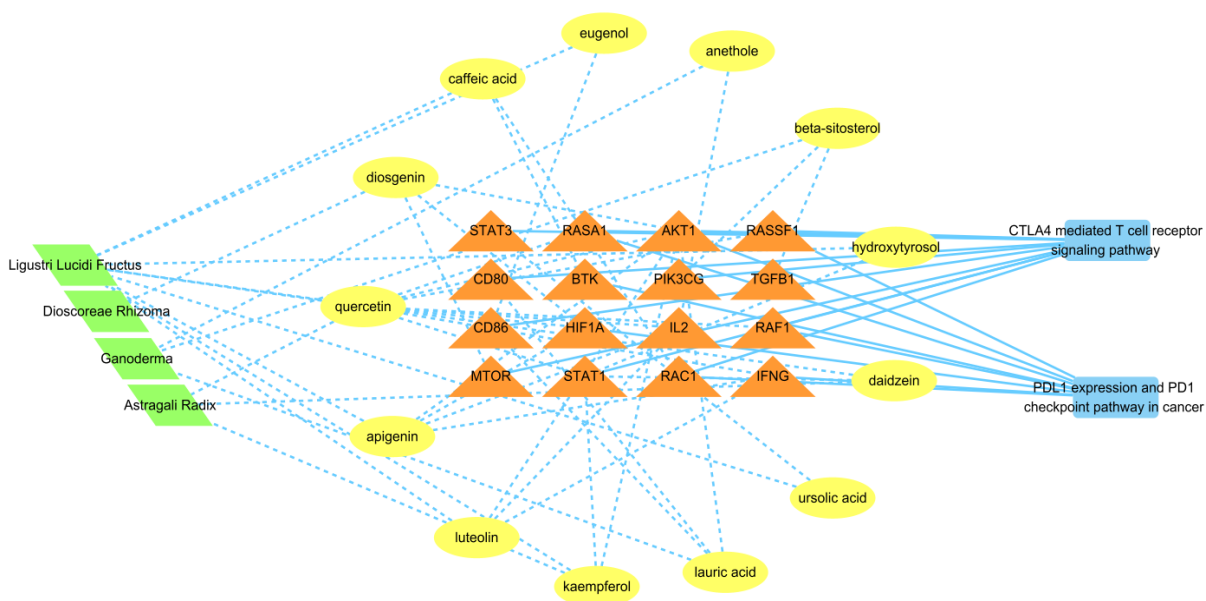 eugenol
anethole
caffeic acid
beta-sitosterol
diosgenin
STAT3
RASA1
AKT1
RASSF1
hydroxytyrosol
CTLA4 mediated T cell receptor
signaling pathway
Ligustri Lucidi Fructus
CD80
BTK
PIK3CG
TGFB1
Dioscoreae Rhizoma
quercetin
CD86
HIF1A
IL2
RAF1
Ganoderma
MTOR
STAT1
RAC1
IFNG
daidzein
PDL1 expression and PD1
checkpoint pathway in cancer
Astragali Radix
apigenin
ursolic acid
luteolin
lauric acid
kaempferol